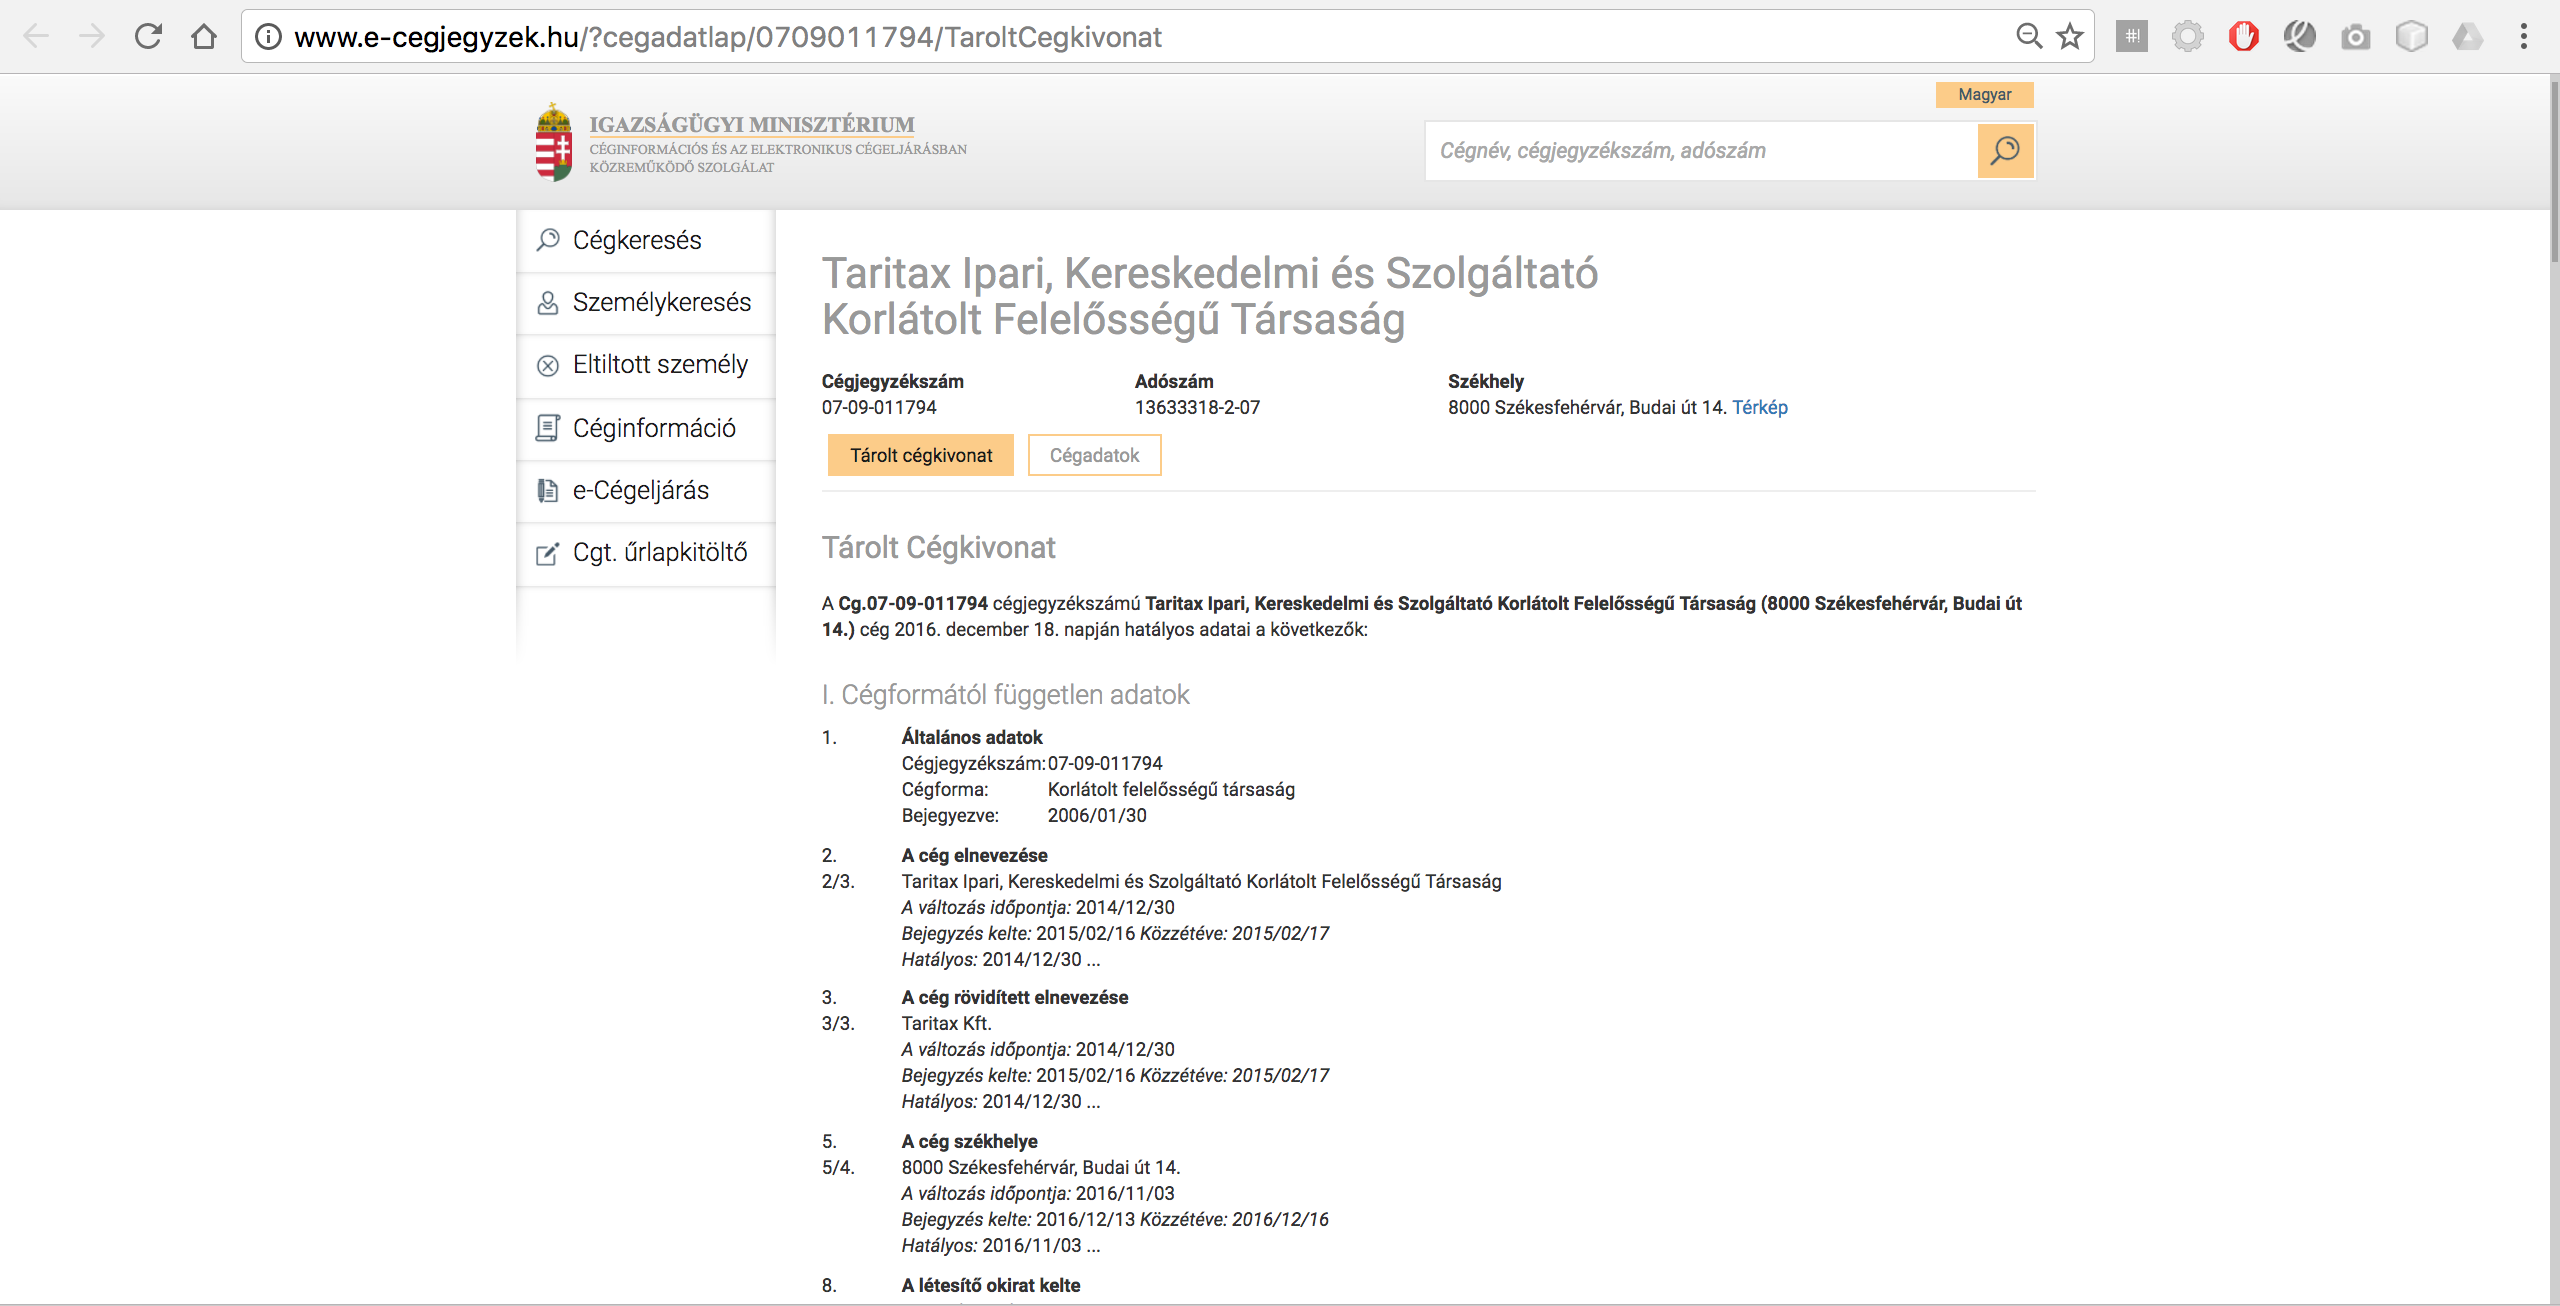 www.e-cegjegyzek.hu/?cegadatlap/0709011794/TaroltCegkivonat
#!
Magyar
IGAZSÁGÜGYI MINISZTÉRIUM
CÉGINFORMÁCIÓS ÉS AZ ELEKTRONIKUS CÉGELJÁRÁSBAN
KÖZREMŰKÖDŐ SZOLGÁLAT
Cégnév, cégjegyzékszám, adószám
Cégkeresés
Személykeresés
Eltiltott személy
Céginformáció
e-Cégeljárás
Cgt. űrlapkitöltő
Taritax Ipari, Kereskedelmi és Szolgáltató
Korlátolt Felelősségű Társaság
Cégjegyzékszám Adószám Székhely
07-09-011794 13633318-2-07 8000 Székesfehérvár, Budai út 14. Térkép
Tárolt cégkivonat Cégadatok
Tárolt Cégkivonat
A Cg.07-09-011794 cégjegyzékszámú Taritax Ipari, Kereskedelmi és Szolgáltató Korlátolt Felelősségű Társaság (8000 Székesfehérvár, Budai út
14.) cég 2016. december 18. napján hatályos adatai a következők:
I. Cégformától független adatok
1. Általános adatok
Cégjegyzékszám: 07-09-011794
Cégforma: Korlátolt felelősségű társaság
Bejegyezve: 2006/01/30
2. A cég elnevezése
2/3. Taritax Ipari, Kereskedelmi és Szolgáltató Korlátolt Felelősségű Társaság
A változás időpontja: 2014/12/30
Bejegyzés kelte: 2015/02/16 Közzétéve: 2015/02/17
Hatályos: 2014/12/30 ...
3. A cég rövidített elnevezése
3/3. Taritax Kft.
A változás időpontja: 2014/12/30
Bejegyzés kelte: 2015/02/16 Közzétéve: 2015/02/17
Hatályos: 2014/12/30 ...
5. A cég székhelye
5/4. 8000 Székesfehérvár, Budai út 14.
A változás időpontja: 2016/11/03
Bejegyzés kelte: 2016/12/13 Közzétéve: 2016/12/16
Hatályos: 2016/11/03 ...
8. A létesítő okirat kelte